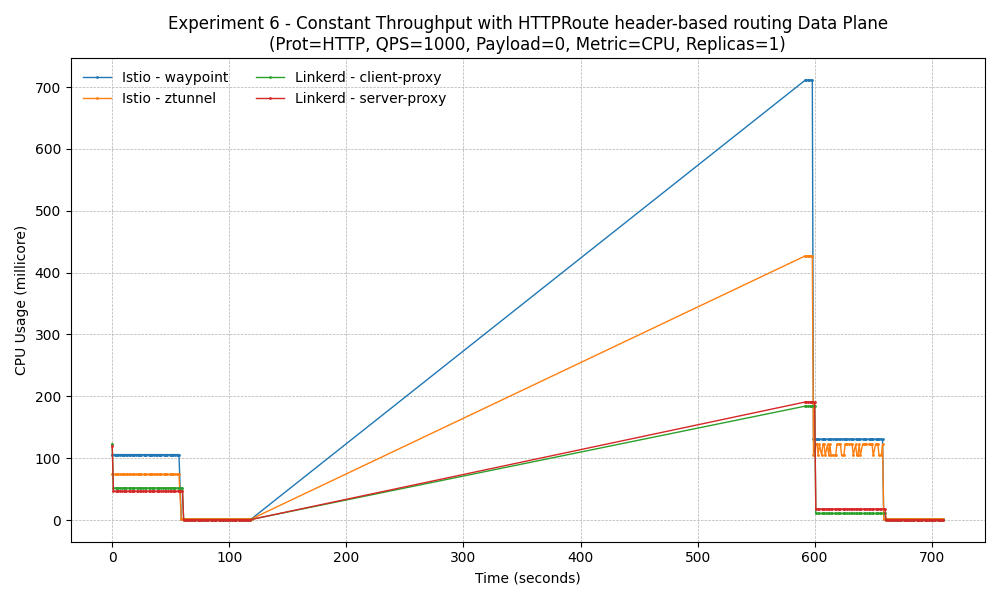 Experiment 6 - Constant Throughput with HTTPRoute header-based routing Data Plane
(Prot=HTTP, QPS=1000, Payload=0, Metric=CPU, Replicas=1)
Istio - waypoint
Istio - ztunnel
Linkerd - client-proxy
Linkerd - server-proxy
CPU Usage (millicore)
700
600
500
400
300
200
100
0
0 100 200 300 400 500 600 700
Time (seconds)